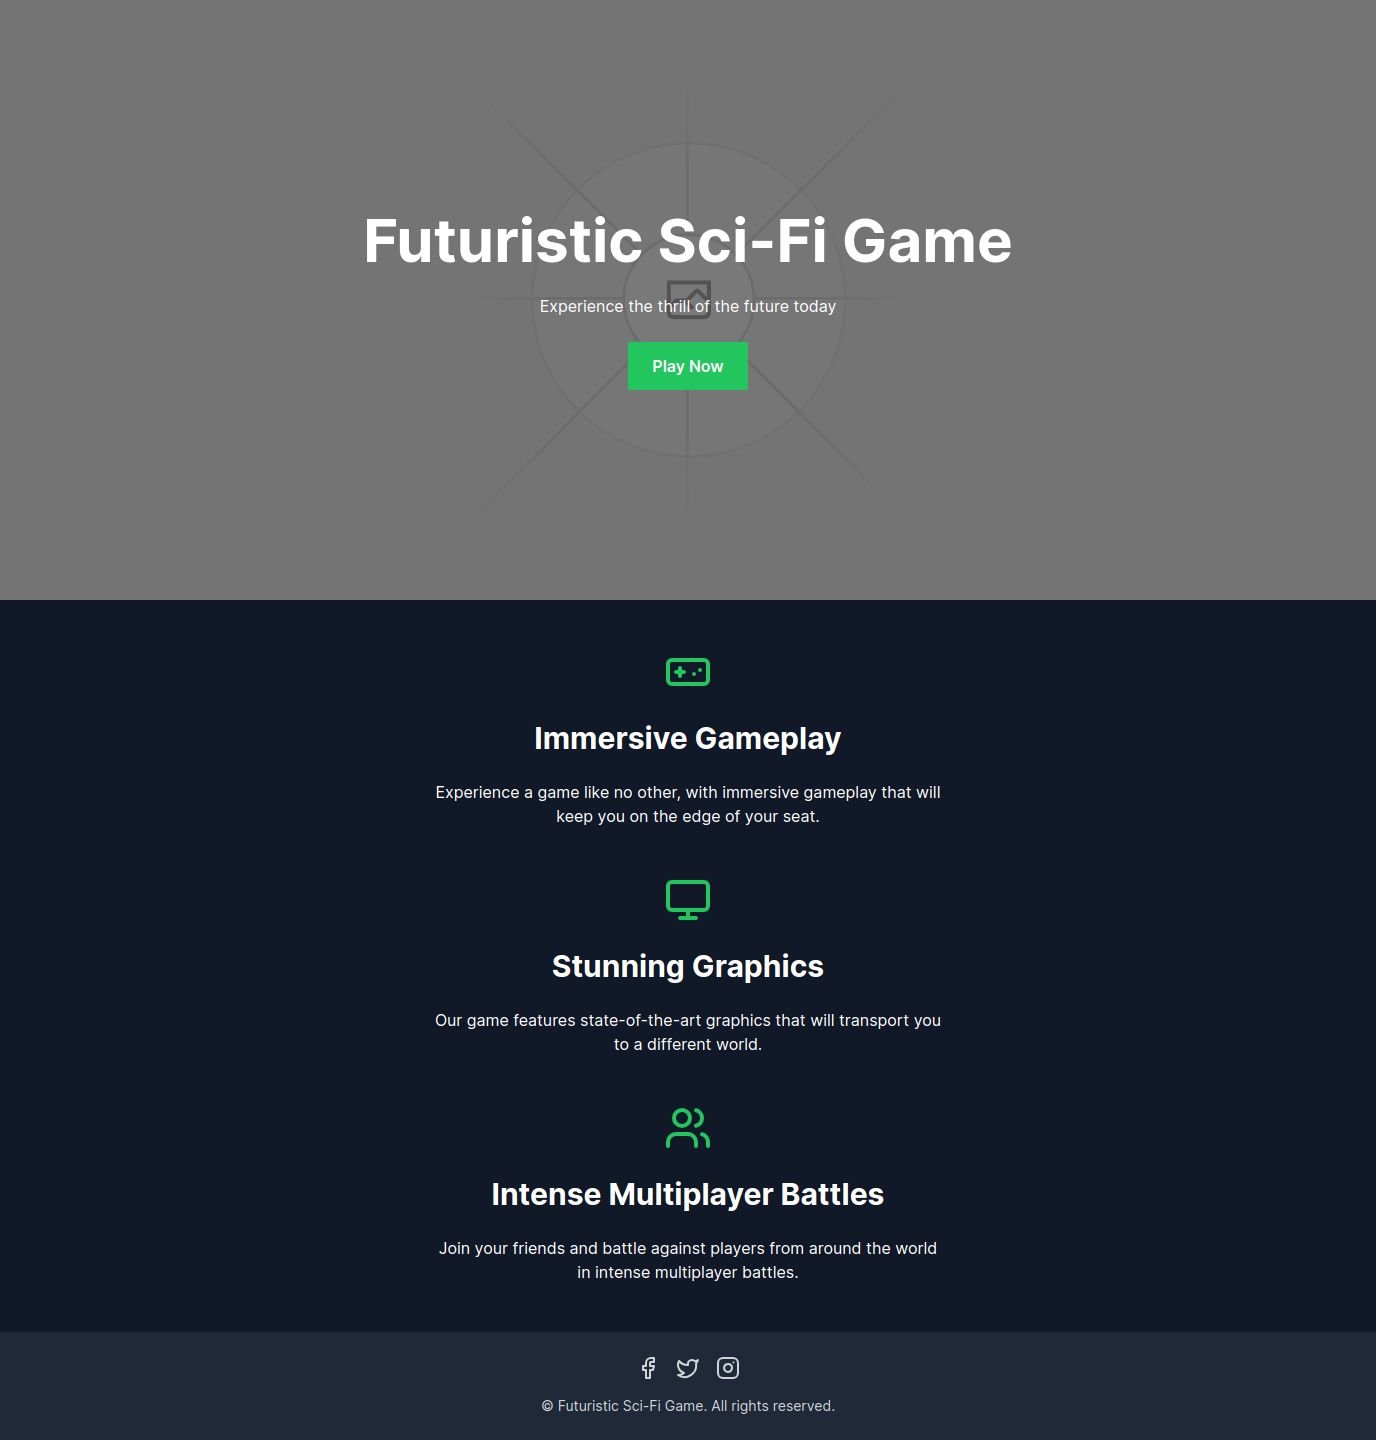 Futuristic Sci-Fi Game
Experience the thrill of the future today
Play Now
Immersive Gameplay
Experience a game like no other, with immersive gameplay that will
keep you on the edge of your seat.
Stunning Graphics
Our game features state-of-the-art graphics that will transport you
to a different world.
Intense Multiplayer Battles
Join your friends and battle against players from around the world
in intense multiplayer battles.
© Futuristic Sci-Fi Game. All rights reserved.